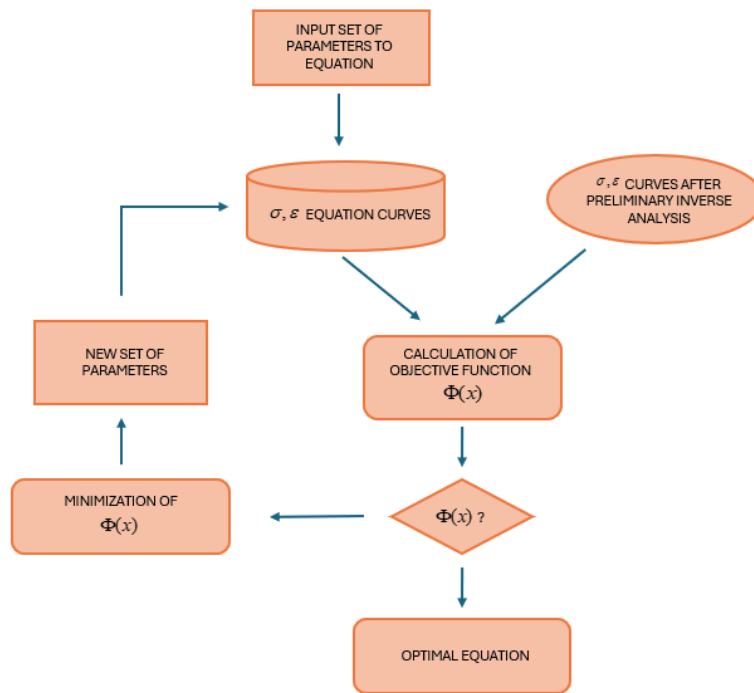 INPUT SET OF
PARAMETERS TO
EQUATION
σ, ε EQUATION CURVES
σ, ε CURVES AFTER
PRELIMINARY INVERSE
ANALYSIS
NEW SET OF
PARAMETERS
CALCULATION OF
OBJECTIVE FUNCTION
Φ(x)
MINIMIZATION OF
Φ(x)
Φ(x) ?
OPTIMAL EQUATION